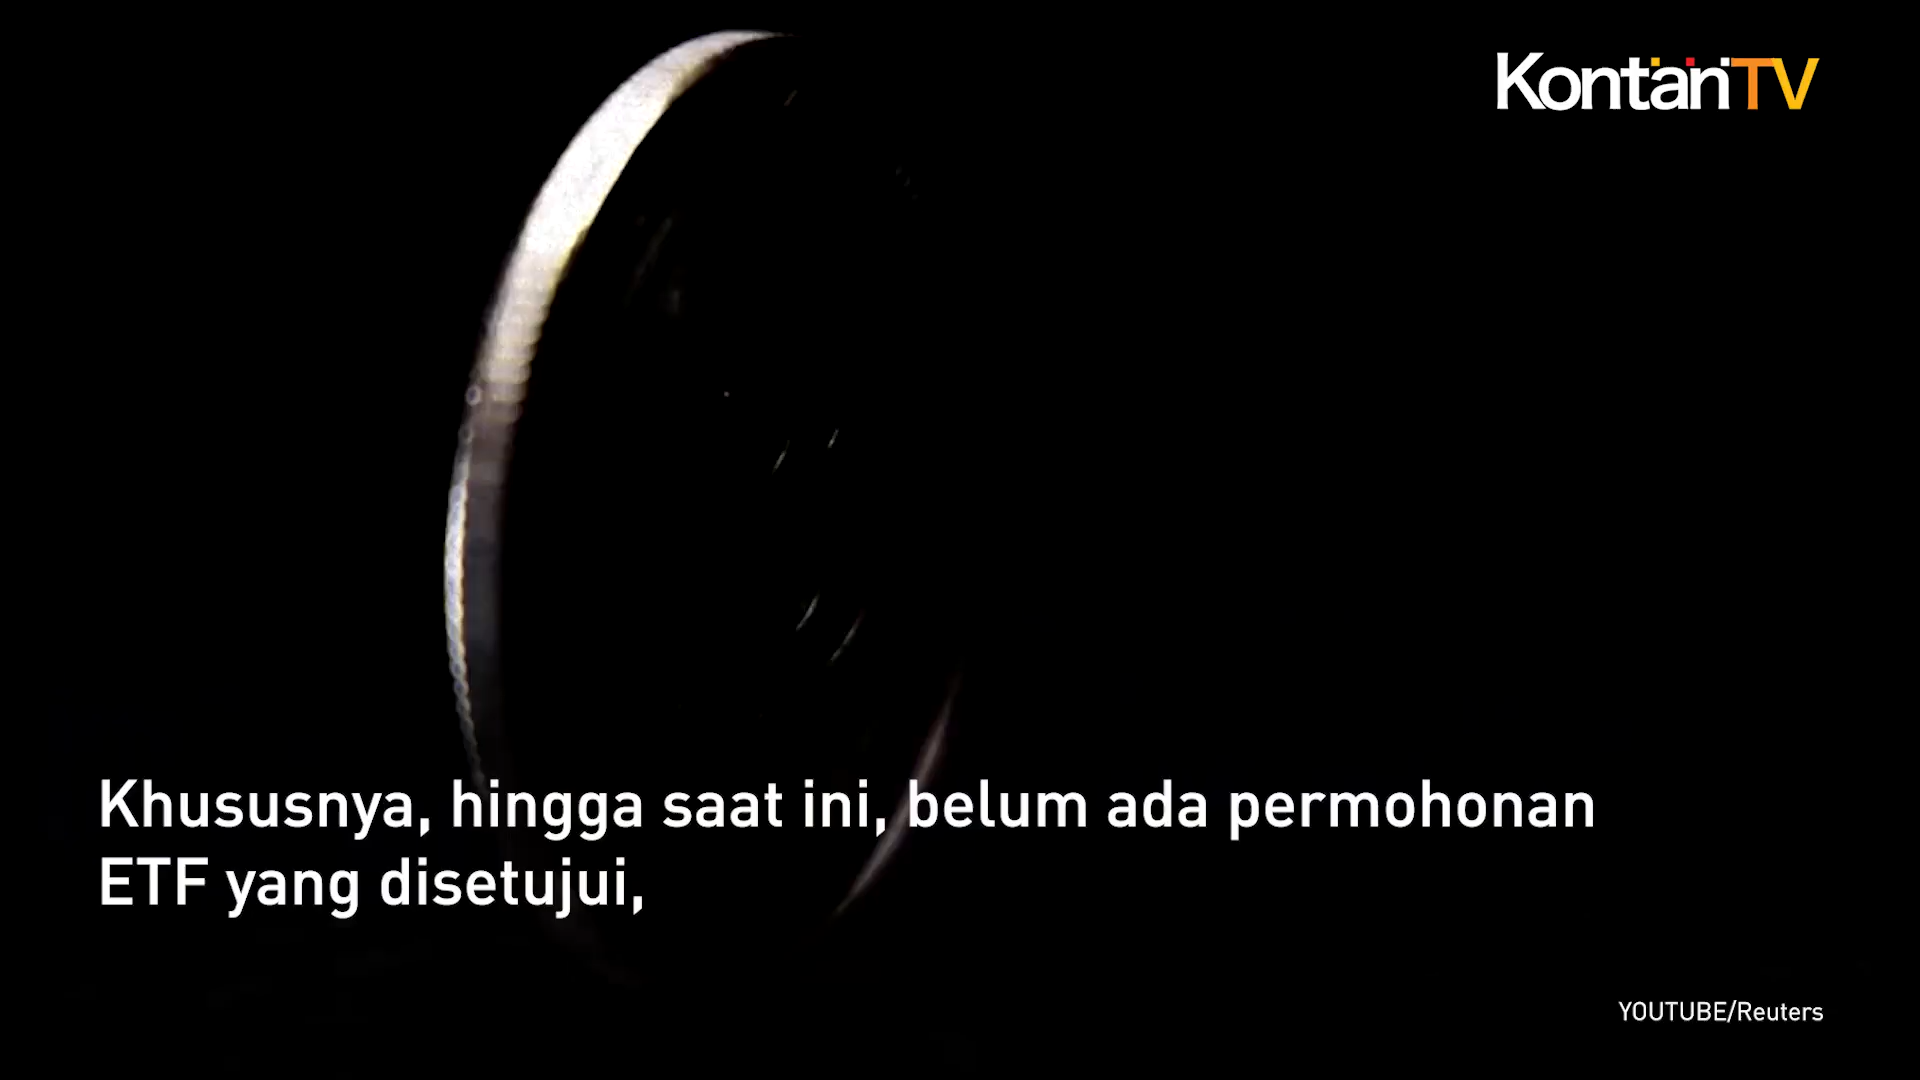 KontanTV
Khususnya, hingga saat ini, belum ada permohonan
ETF yang disetujui,
YOUTUBE/Reuters